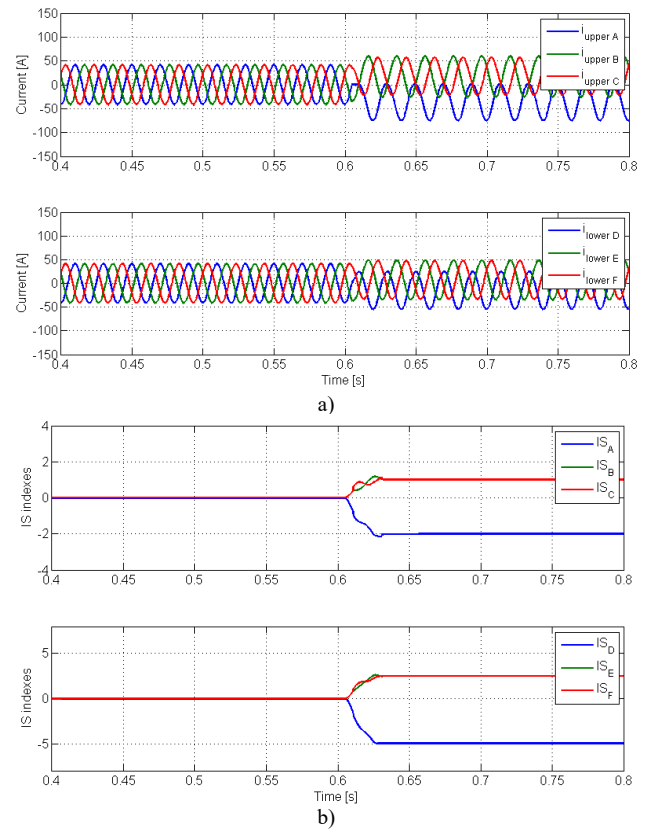 150
100
50
0
-50
-100
-150
Current [A]
i upper A
i upper B
i upper C
0.4 0.45 0.5 0.55 0.6 0.65 0.7 0.75 0.8
150
100
50
0
-50
-100
-150
Current [A]
i lower D
i lower E
i lower F
0.4 0.45 0.5 0.55 0.6 0.65 0.7 0.75 0.8
Time [s]
a)
4
2
0
-2
-4
IS indexes
IS A
IS B
IS C
0.4 0.45 0.5 0.55 0.6 0.65 0.7 0.75 0.8
5
0
-5
IS indexes
IS D
IS E
IS F
0.4 0.45 0.5 0.55 0.6 0.65 0.7 0.75 0.8
Time [s]
b)